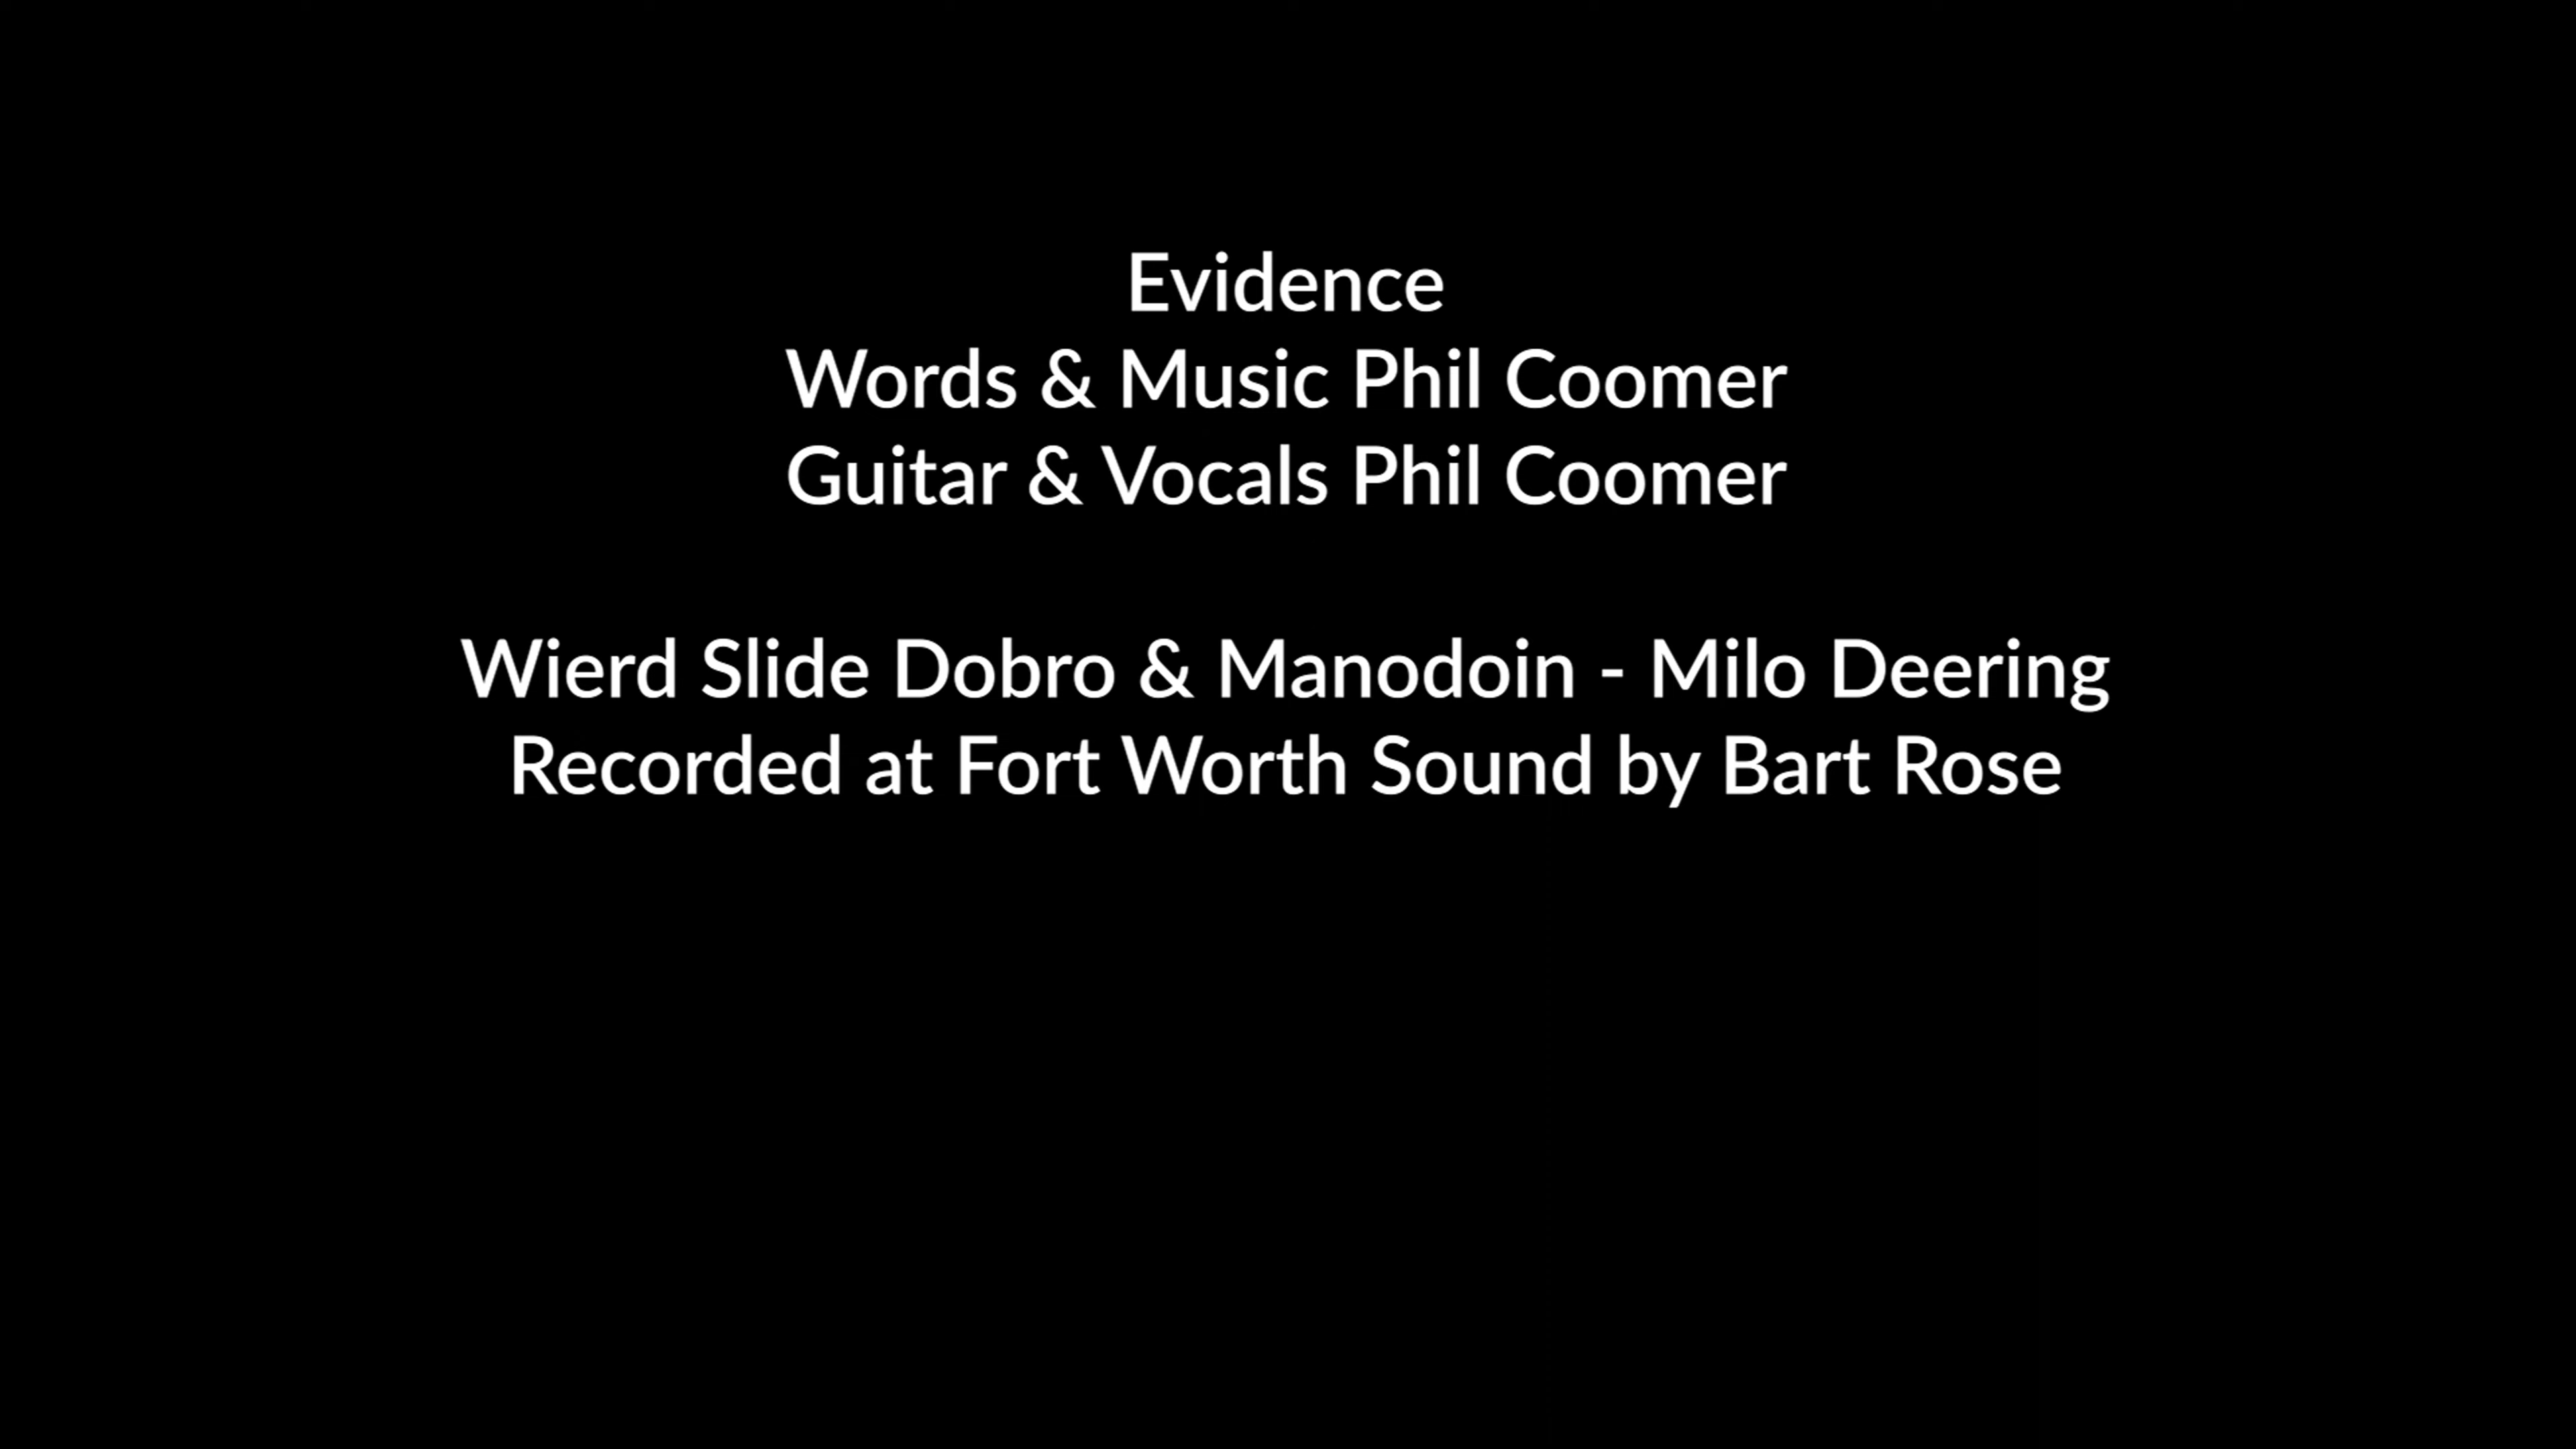 Evidence
Words & Music Phil Coomer
Guitar & Vocals Phil Coomer
Wierd Slide Dobro & Manodoin - Milo Deering
Recorded at Fort Worth Sound by Bart Rose